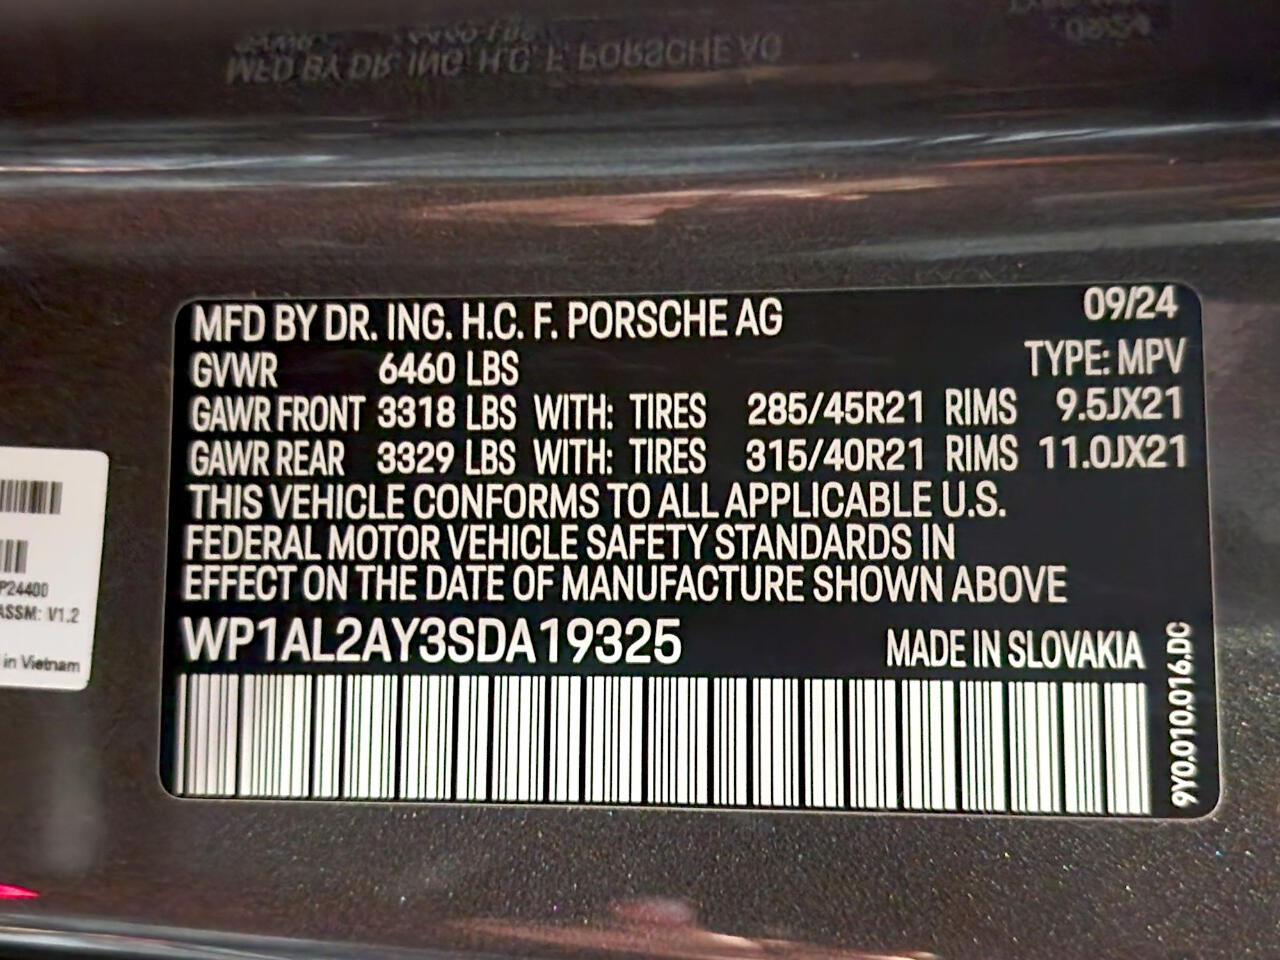 MFD BY DR. ING. H.C. F. PORSCHE AG 09/24
GVWR 6460 LBS TYPE: MPV
GAWR FRONT 3318 LBS WITH: TIRES 285/45R21 RIMS 9.5JX21
GAWR REAR 3329 LBS WITH: TIRES 315/40R21 RIMS 11.0JX21
THIS VEHICLE CONFORMS TO ALL APPLICABLE U.S.
FEDERAL MOTOR VEHICLE SAFETY STANDARDS IN
EFFECT ON THE DATE OF MANUFACTURE SHOWN ABOVE
WP1AL2AY3SDA19325 MADE IN SLOVAKIA
9Y0.010.016.DC
P24400
ASSM: V1.2
in Vietnam